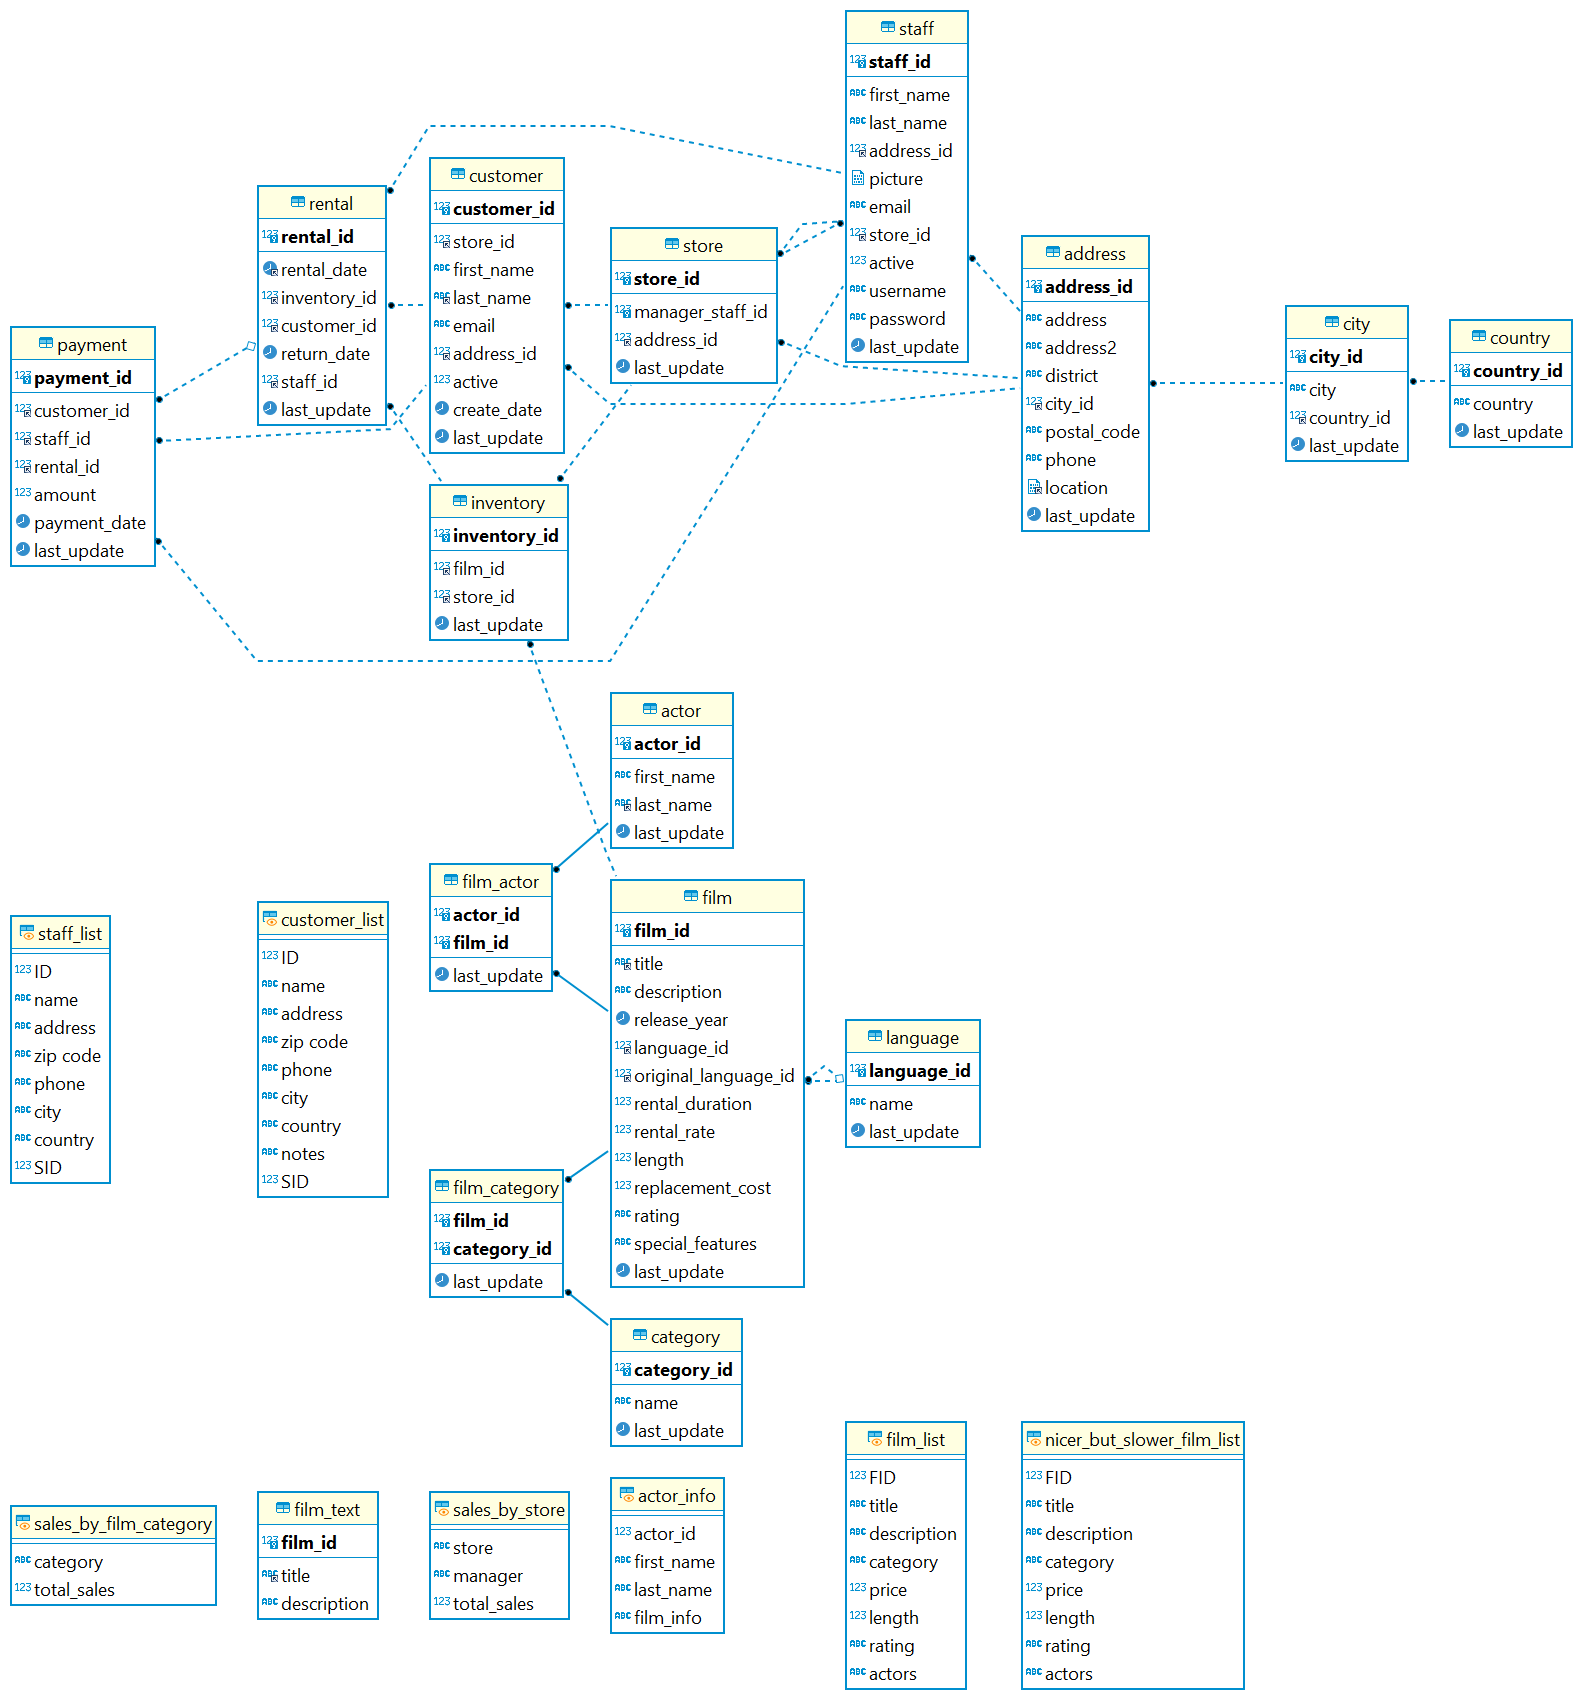 staff
staff_id
first_name
last_name
address_id
picture
email
store_id
active
username
password
last_update
customer
customer_id
store_id
first_name
last_name
email
address_id
active
create_date
last_update
rental
rental_id
rental_date
inventory_id
customer_id
return_date
staff_id
last_update
store
store_id
manager_staff_id
address_id
last_update
address
address_id
address
address2
district
city_id
postal_code
phone
location
last_update
city
city_id
city
country_id
last_update
country
country_id
country
last_update
payment
payment_id
customer_id
staff_id
rental_id
amount
payment_date
last_update
inventory
inventory_id
film_id
store_id
last_update
actor
actor_id
first_name
last_name
last_update
film_actor
actor_id
film_id
last_update
film
film_id
title
description
release_year
language_id
original_language_id
rental_duration
rental_rate
length
replacement_cost
rating
special_features
last_update
staff_list
ID
name
address
zip code
phone
city
country
SID
customer_list
ID
name
address
zip code
phone
city
country
notes
SID
language
language_id
name
last_update
film_category
film_id
category_id
last_update
category
category_id
name
last_update
sales_by_film_category
category
total_sales
film_text
film_id
title
description
sales_by_store
store
manager
total_sales
actor_info
actor_id
first_name
last_name
film_info
film_list
FID
title
description
category
price
length
rating
actors
nicer_but_slower_film_list
FID
title
description
category
price
length
rating
actors